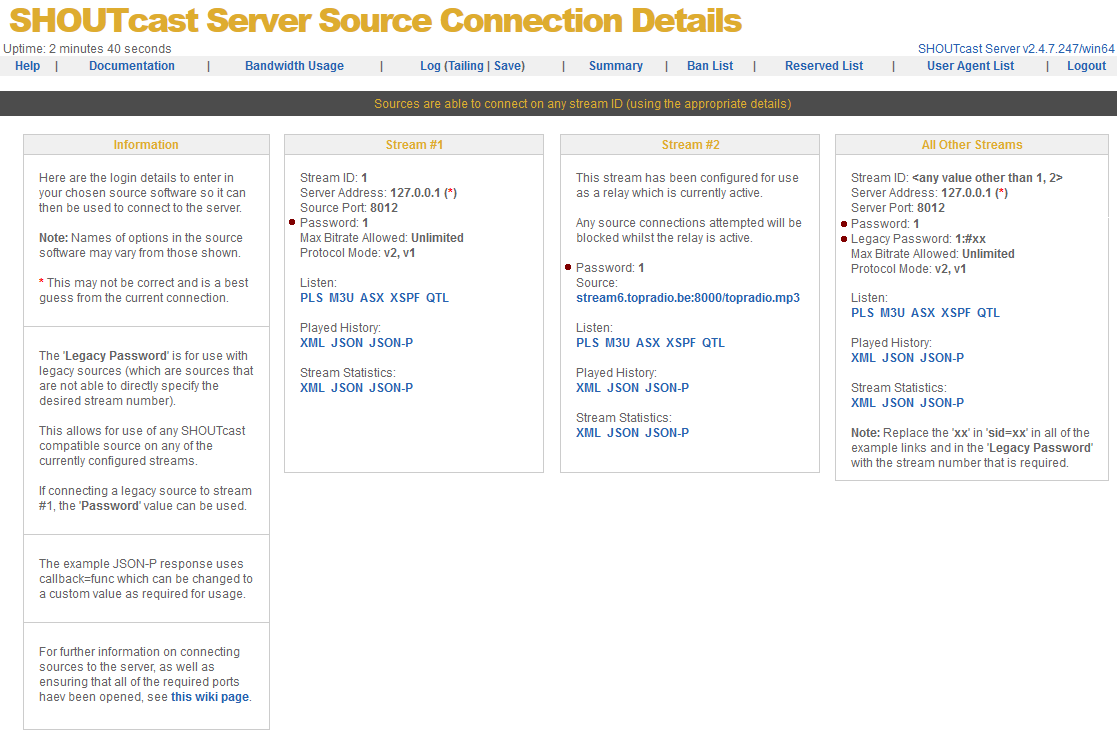 SHOUTcast Server Source Connection Details
Uptime: 2 minutes 40 seconds
SHOUTcast Server v2.4.7.247/win64
Help | Documentation | Bandwidth Usage | Log (Tailing | Save) | Summary | Ban List | Reserved List | User Agent List | Logout
Sources are able to connect on any stream ID (using the appropriate details)
Information
Here are the login details to enter in
your chosen source software so it can
then be used to connect to the server.
Note: Names of options in the source
software may vary from those shown.
* This may not be correct and is a best
guess from the current connection.
The 'Legacy Password' is for use with
legacy sources (which are sources that
are not able to directly specify the
desired stream number).
This allows for use of any SHOUTcast
compatible source on any of the
currently configured streams.
If connecting a legacy source to stream
#1, the 'Password' value can be used.
The example JSON-P response uses
callback=func which can be changed to
a custom value as required for usage.
For further information on connecting
sources to the server, as well as
ensuring that all of the required ports
haev been opened, see this wiki page.
Stream #1
Stream ID: 1
Server Address: 127.0.0.1 (*)
Source Port: 8012
Password: 1
Max Bitrate Allowed: Unlimited
Protocol Mode: v2, v1
Listen:
PLS M3U ASX XSPF QTL
Played History:
XML JSON JSON-P
Stream Statistics:
XML JSON JSON-P
Stream #2
This stream has been configured for use
as a relay which is currently active.
Any source connections attempted will be
blocked whilst the relay is active.
Password: 1
Source:
stream6.topradio.be:8000/topradio.mp3
Listen:
PLS M3U ASX XSPF QTL
Played History:
XML JSON JSON-P
Stream Statistics:
XML JSON JSON-P
All Other Streams
Stream ID: <any value other than 1, 2>
Server Address: 127.0.0.1 (*)
Server Port: 8012
Password: 1
Legacy Password: 1:#xx
Max Bitrate Allowed: Unlimited
Protocol Mode: v2, v1
Listen:
PLS M3U ASX XSPF QTL
Played History:
XML JSON JSON-P
Stream Statistics:
XML JSON JSON-P
Note: Replace the 'xx' in 'sid=xx' in all of the
example links and in the 'Legacy Password'
with the stream number that is required.